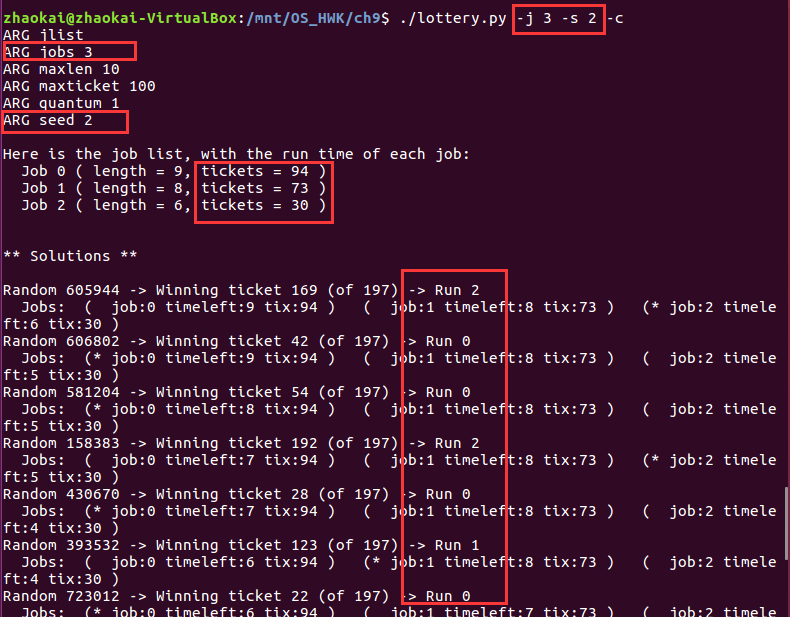 zhaokai@zhaokai-VirtualBox:/mnt/OS_HWK/ch9$ ./lottery.py -j 3 -s 2 -c
ARG jlist
ARG jobs 3
ARG maxlen 10
ARG maxticket 100
ARG quantum 1
ARG seed 2
Here is the job list, with the run time of each job:
  Job 0 ( length = 9, tickets = 94 )
  Job 1 ( length = 8, tickets = 73 )
  Job 2 ( length = 6, tickets = 30 )
** Solutions **
Random 605944 -> Winning ticket 169 (of 197) -> Run 2
  Jobs:  (  job:0 timeleft:9 tix:94 )   (  job:1 timeleft:8 tix:73 )   (* job:2 timele
ft:6 tix:30 )
Random 606802 -> Winning ticket 42 (of 197) -> Run 0
  Jobs:  (* job:0 timeleft:9 tix:94 )   (  job:1 timeleft:8 tix:73 )   (  job:2 timele
ft:5 tix:30 )
Random 581204 -> Winning ticket 54 (of 197) -> Run 0
  Jobs:  (* job:0 timeleft:8 tix:94 )   (  job:1 timeleft:8 tix:73 )   (  job:2 timele
ft:5 tix:30 )
Random 158383 -> Winning ticket 192 (of 197) -> Run 2
  Jobs:  (  job:0 timeleft:7 tix:94 )   (  job:1 timeleft:8 tix:73 )   (* job:2 timele
ft:5 tix:30 )
Random 430670 -> Winning ticket 28 (of 197) -> Run 0
  Jobs:  (* job:0 timeleft:7 tix:94 )   (  job:1 timeleft:8 tix:73 )   (  job:2 timele
ft:4 tix:30 )
Random 393532 -> Winning ticket 123 (of 197) -> Run 1
  Jobs:  (  job:0 timeleft:6 tix:94 )   (* job:1 timeleft:8 tix:73 )   (  job:2 timele
ft:4 tix:30 )
Random 723012 -> Winning ticket 22 (of 197) -> Run 0
  Jobs:  (* job:0 timeleft:6 tix:94 )   (  job:1 timeleft:7 tix:73 )   (  job:2 timele